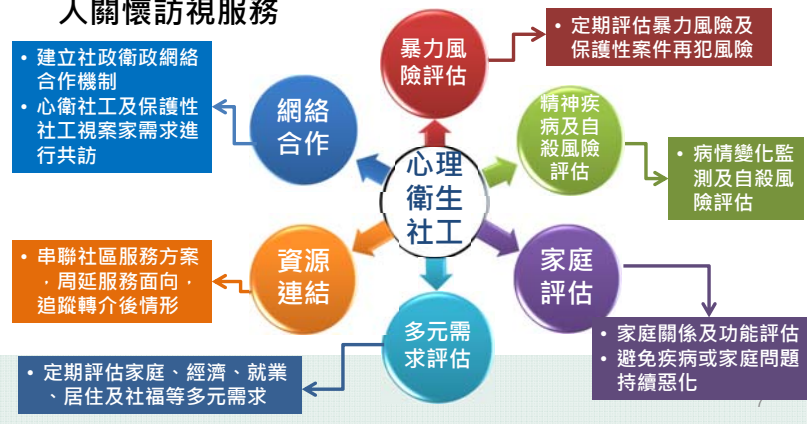 人關懷訪視服務
• 建立社政衛政網絡
合作機制
• 心衛社工及保護性
社工視案家需求進
行共訪
網絡
合作
暴力風
險評估
• 定期評估暴力風險及
保護性案件再犯風險
精神疾
病及自
殺風險
評估
• 病情變化監
測及自殺風
險評估
心理
衛生
社工
• 串聯社區服務方案
，周延服務面向，
追蹤轉介後情形
資源
連結
家庭
評估
多元需
求評估
• 家庭關係及功能評估
• 避免疾病或家庭問題
持續惡化
• 定期評估家庭、經濟、就業
、居住及社福等多元需求
7